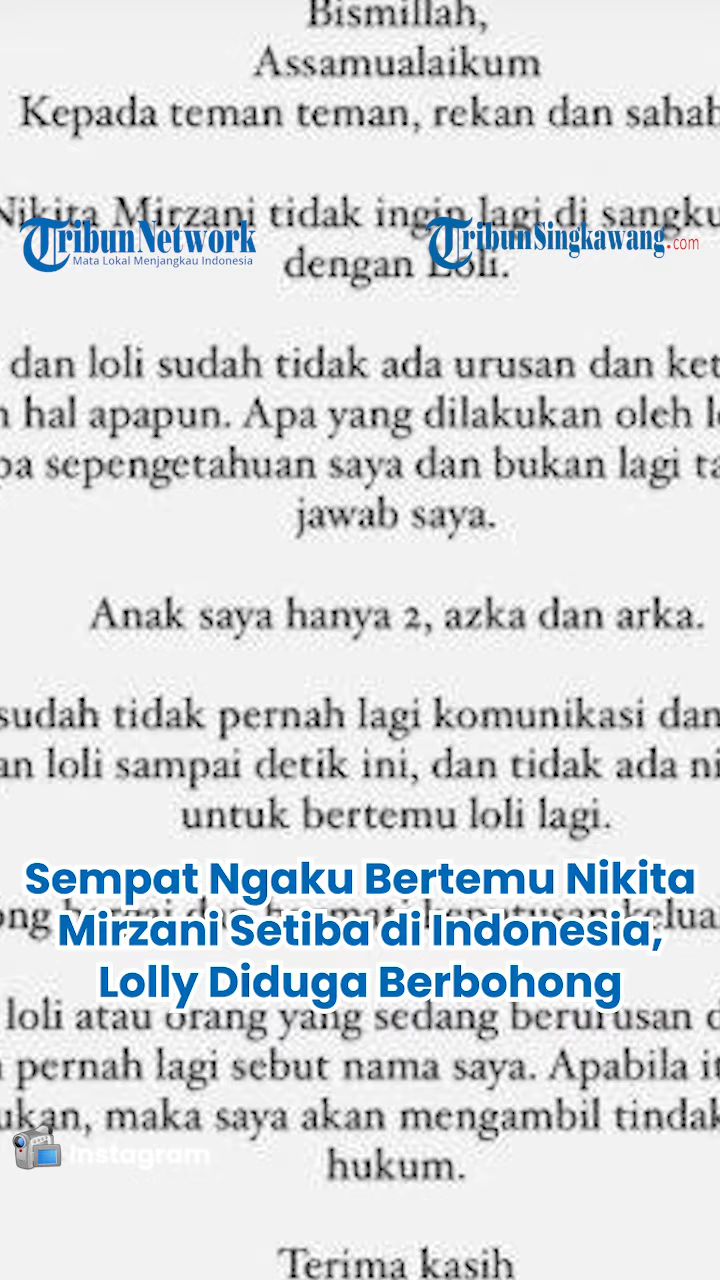 Bismillah,
Assamualaikum
Kepada teman teman, rekan dan sahab
Nikita Mirzani tidak ingin lagi di sangku
TribunNetwork
Mata Lokal Menjangkau Indonesia
TribunSingkawang.com
dengan Loli.
dan loli sudah tidak ada urusan dan ket
n hal apapun. Apa yang dilakukan oleh l
pa sepengetahuan saya dan bukan lagi ta
jawab saya.
Anak saya hanya 2, azka dan arka.
sudah tidak pernah lagi komunikasi dan
an loli sampai detik ini, dan tidak ada ni
untuk bertemu loli lagi.
Sempat Ngaku Bertemu Nikita
Mirzani Setiba di Indonesia,
Lolly Diduga Berbohong
loli atau orang yang sedang berurusan d
pernah lagi sebut nama saya. Apabila it
ukan, maka saya akan mengambil tindak
Instagram
hukum.
Terima kasih